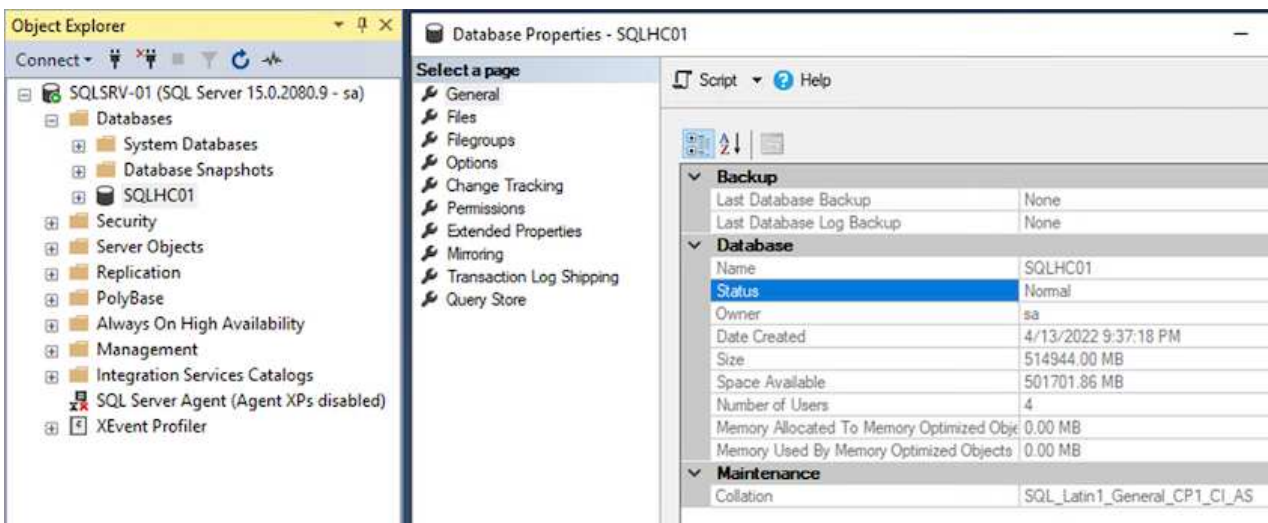 Object Explorer
Connect
SQLSRV-01 (SQL Server 15.0.2080.9 - sa)
Databases
System Databases
Database Snapshots
SQLHC01
Security
Server Objects
Replication
PolyBase
Always On High Availability
Management
Integration Services Catalogs
SQL Server Agent (Agent XPs disabled)
XEvent Profiler
Database Properties - SQLHC01
Select a page
General
Files
Filegroups
Options
Change Tracking
Permissions
Extended Properties
Mirroring
Transaction Log Shipping
Query Store
Script Help
Backup
Last Database Backup None
Last Database Log Backup None
Database
Name SQLHC01
Status Normal
Owner sa
Date Created 4/13/2022 9:37:18 PM
Size 514944.00 MB
Space Available 501701.86 MB
Number of Users 4
Memory Allocated To Memory Optimized Obje 0.00 MB
Memory Used By Memory Optimized Objects 0.00 MB
Maintenance
Collation SQL_Latin1_General_CP1_CI_AS